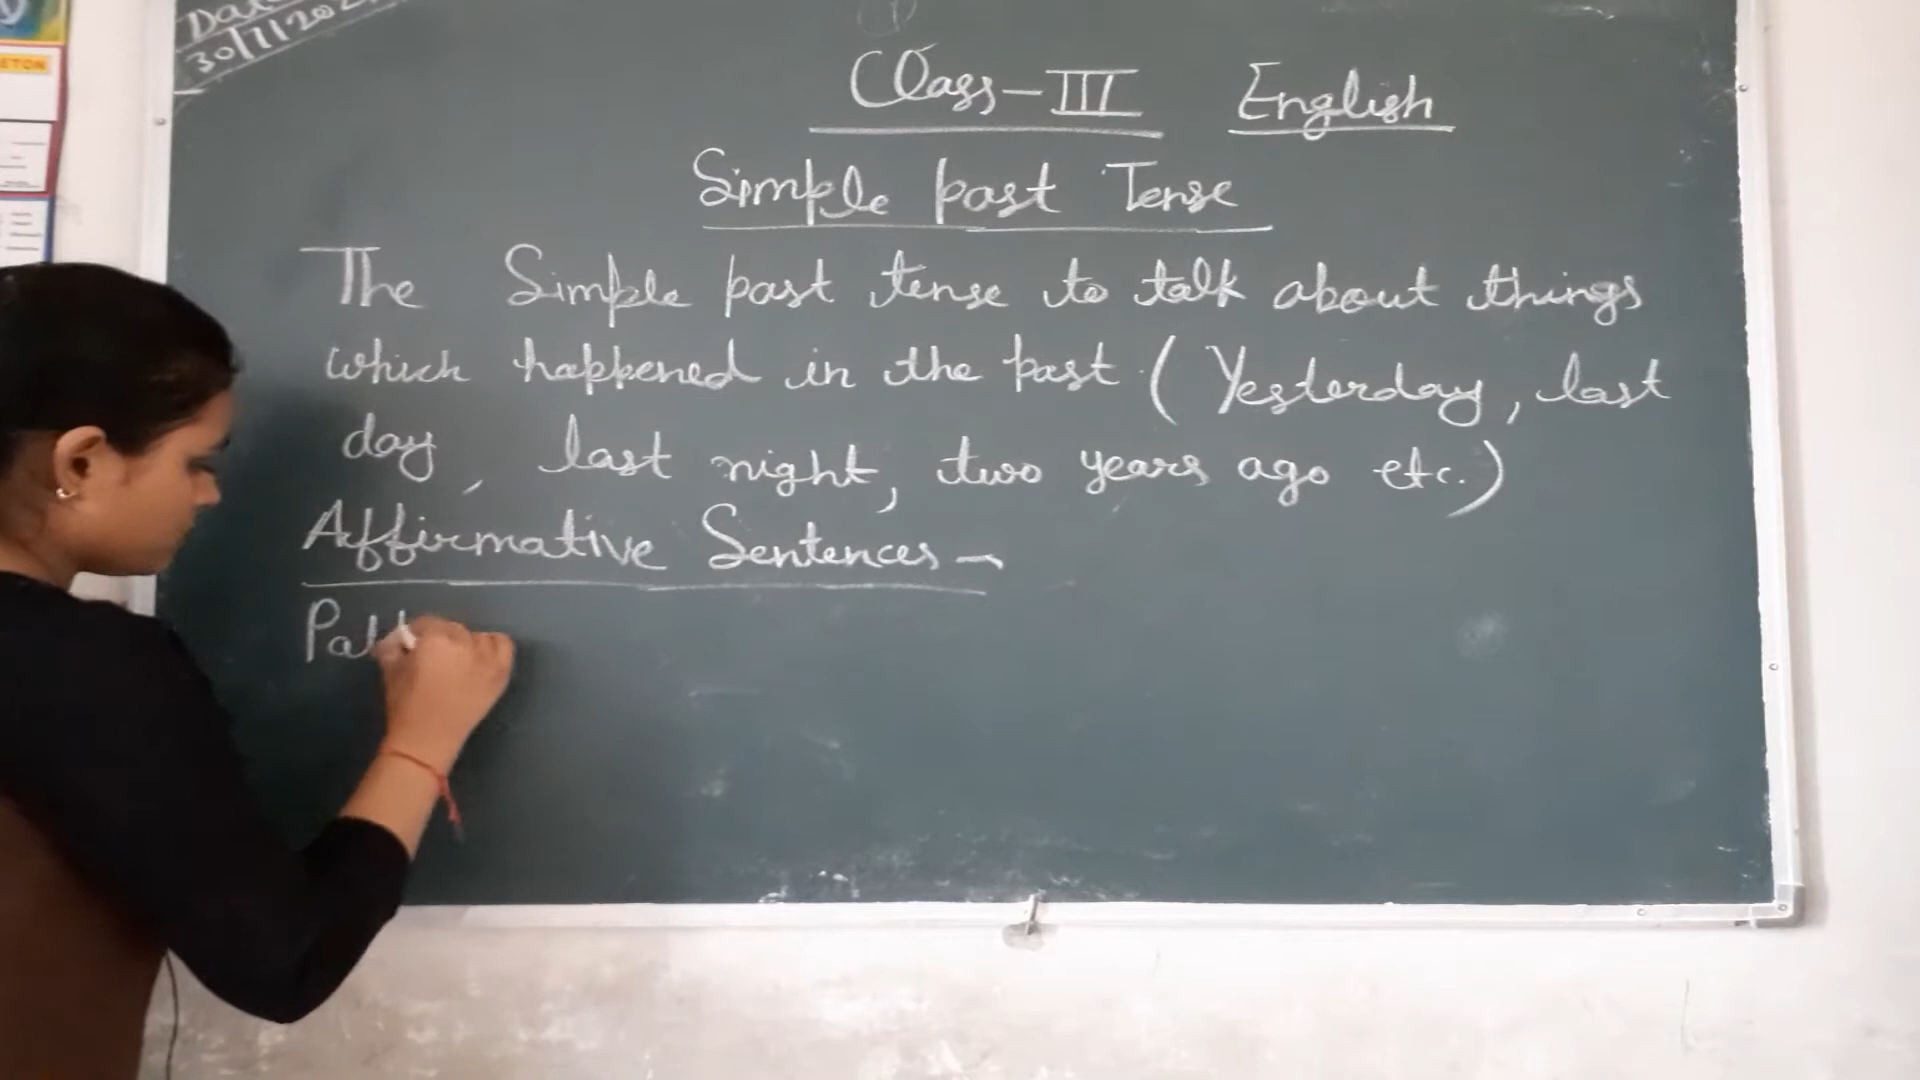 Class-III English
Simple past Tense
The Simple past tense to talk about things
which happened in the past (Yesterday, last
day, last night, two years ago etc.)
Affirmative Sentences -
ETON